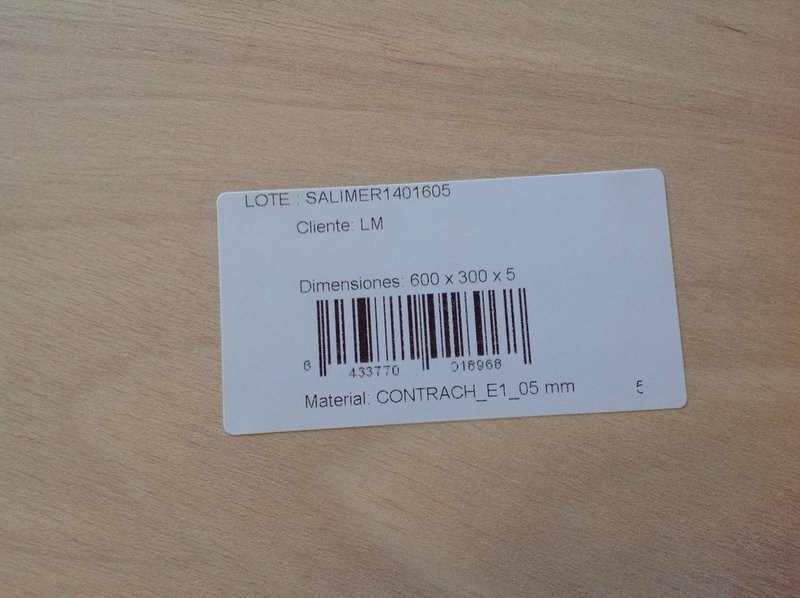 LOTE : SALIMER1401605
Cliente: LM
Dimensiones: 600 x 300 x 5
8 433770 018968
Material: CONTRACH_E1_05 mm
5